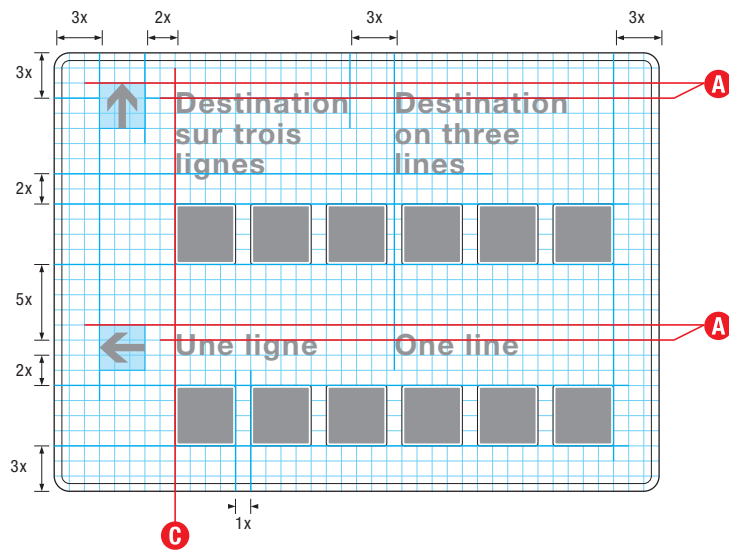 3x 2x 3x 3x
3x
A
Destination Destination
sur trois on three
lignes lines
2x
5x
A
Une ligne One line
2x
3x
1x
C